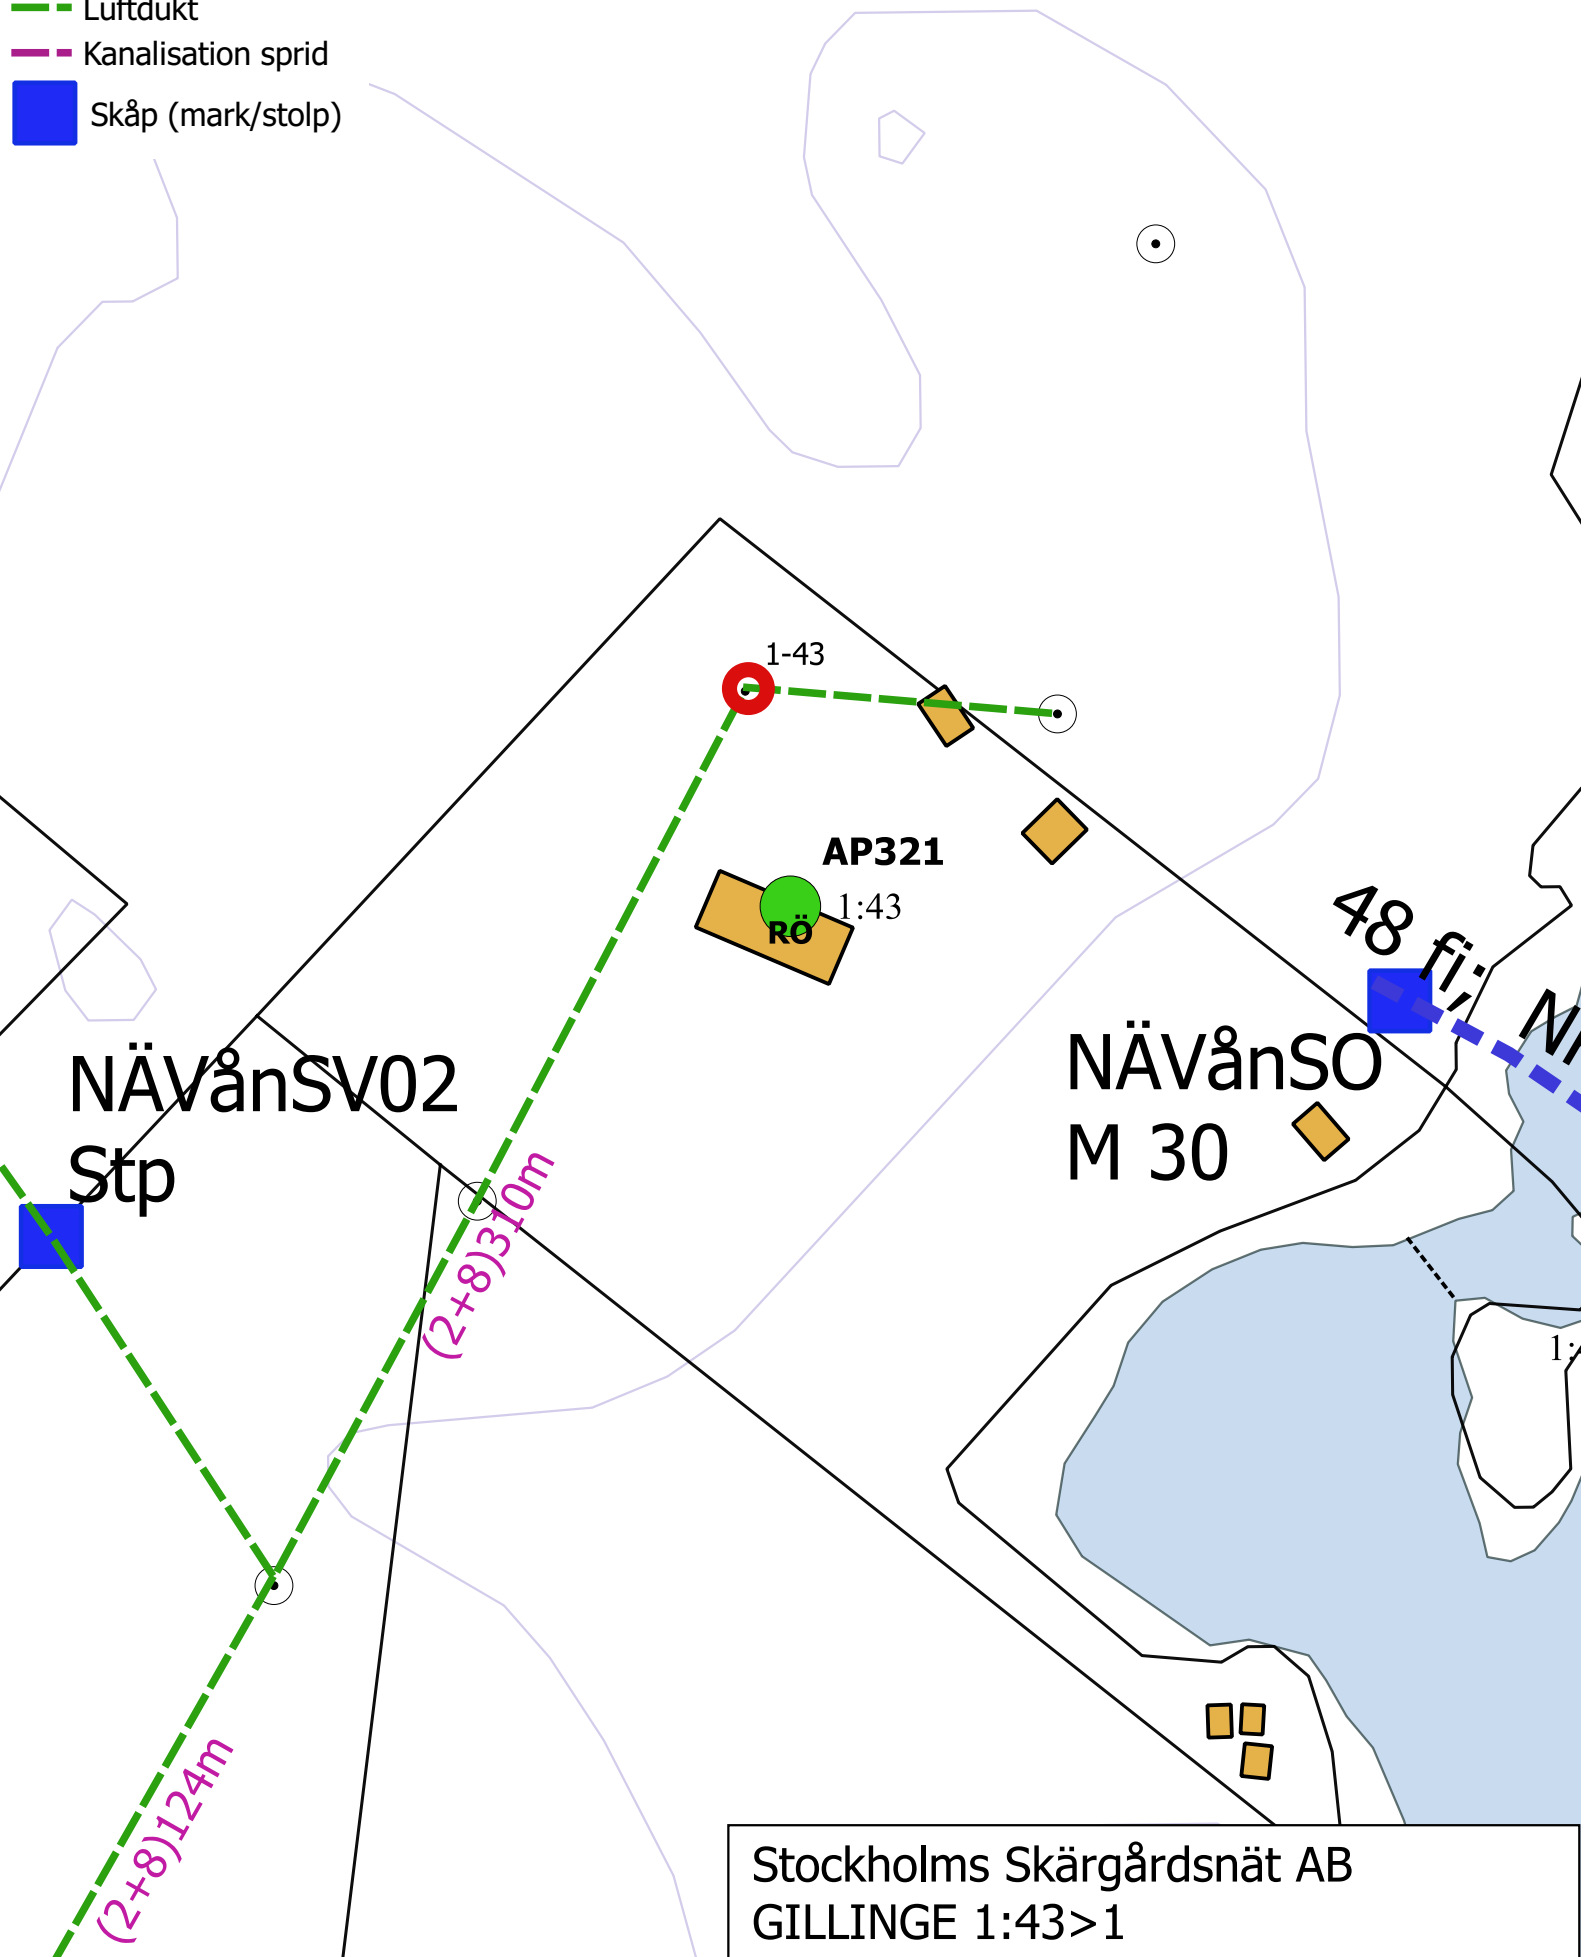 Luftdukt
Kanalisation sprid
Skåp (mark/stolp)
1-43
AP321
1:43
RÖ
48 fi;
NÄVånSV02
Stp
NÄVånSO
M 30
(2+8)310m
(2+8)124m
Stockholms Skärgårdsnät AB
GILLINGE 1:43>1